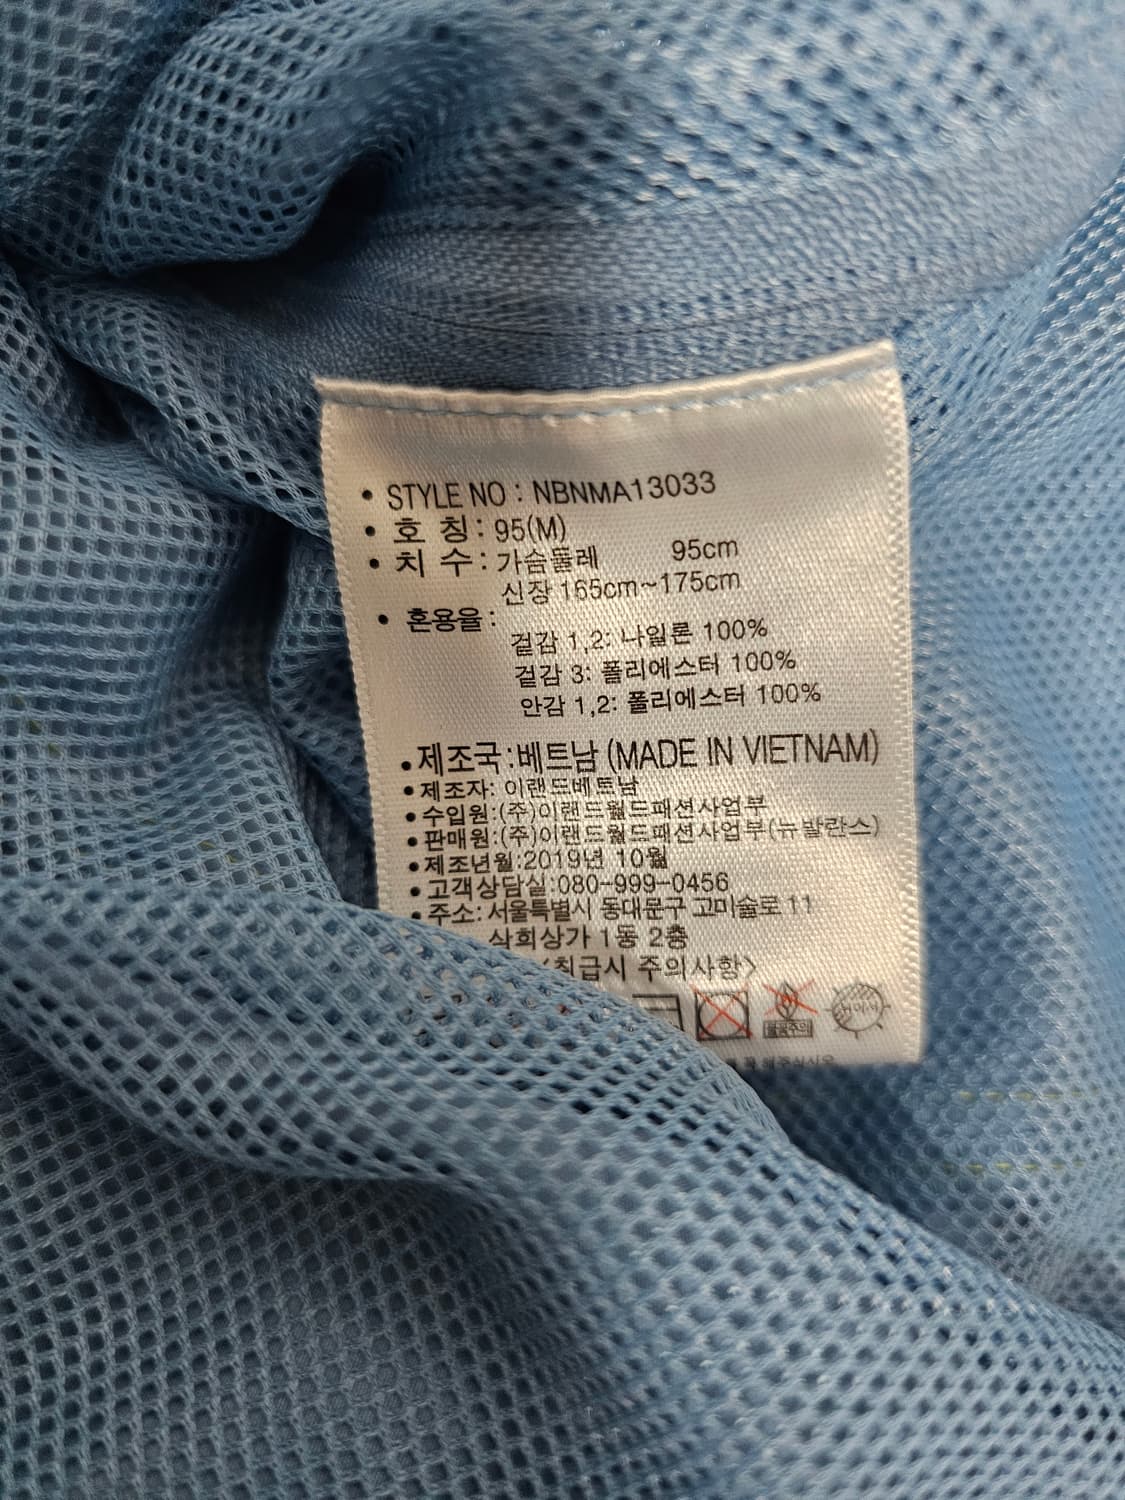 • STYLE NO : NBNMA13033
• 호 칭 : 95(M)
• 치 수 : 가슴둘레 95cm
신장 165cm~175cm
• 혼용율 :
겉감 1,2: 나일론 100%
겉감 3: 폴리에스터 100%
안감 1,2: 폴리에스터 100%
• 제조국 : 베트남 (MADE IN VIETNAM)
• 제조자: 이랜드베트남
• 수입원:(주)이랜드월드패션사업부
• 판매원:(주)이랜드월드패션사업부(뉴발란스)
• 제조년월:2019년 10월
• 고객상담실:080-999-0456
• 주소: 서울특별시 동대문구 고미술로 11
삭희상가 1동 2층
<취급시 주의사항>